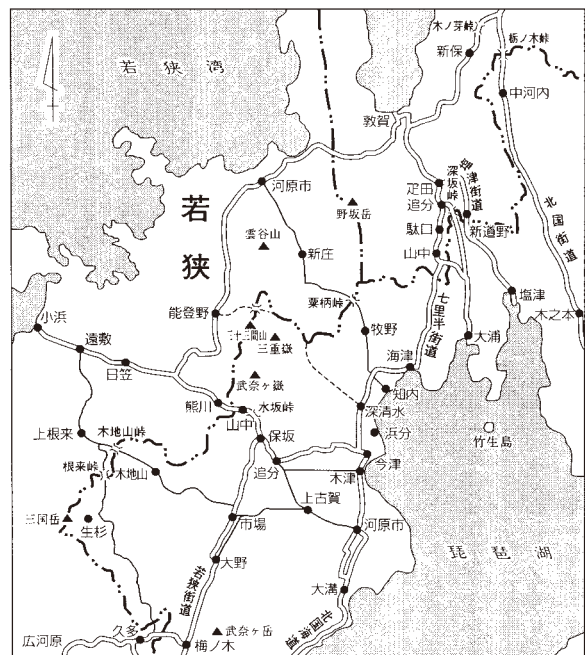 木ノ芽峠
栃ノ木峠
新保
若狭湾
中河内
敦賀
塩津街道
深坂峠
疋田
追分
北国街道
河原市
野坂岳
若狭
駄口
新道野
雲谷山
新庄
山中
七里半街道
塩津
粟柄峠
能登野
小浜
木之本
牧野
大浦
三十三間山
三重嶽
遠敷
海津
日笠
武奈ヶ嶽
知内
熊川
水坂峠
深清水
山中
竹生島
浜分
上根来
木地山峠
保坂
根来峠
木地山
追分
今津
木津
上古賀
三国岳
生杉
市場
河原市
琵琶湖
大野
若狭街道
大溝
北国海道
久多
武奈ヶ岳
広河原
梅ノ木